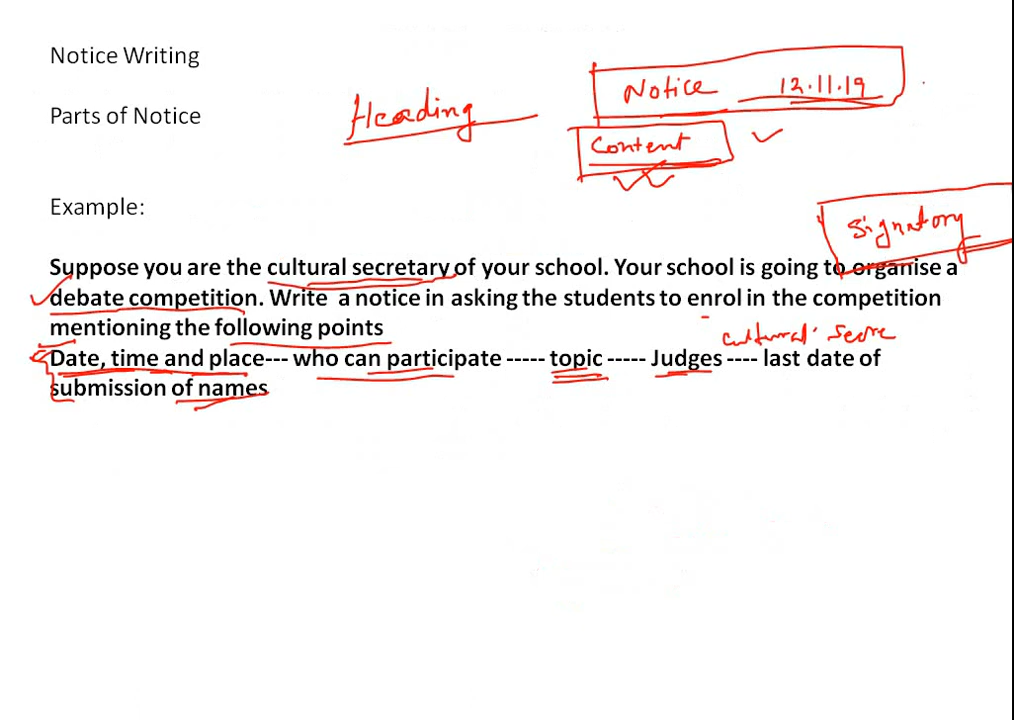 Notice Writing
Notice 12.11.19
Parts of Notice
Heading
Content
Example:
Signatory
Suppose you are the cultural secretary of your school. Your school is going to organise a
debate competition. Write a notice in asking the students to enrol in the competition
mentioning the following points
cultural secre
Date, time and place--- who can participate ----- topic ----- Judges ---- last date of
submission of names